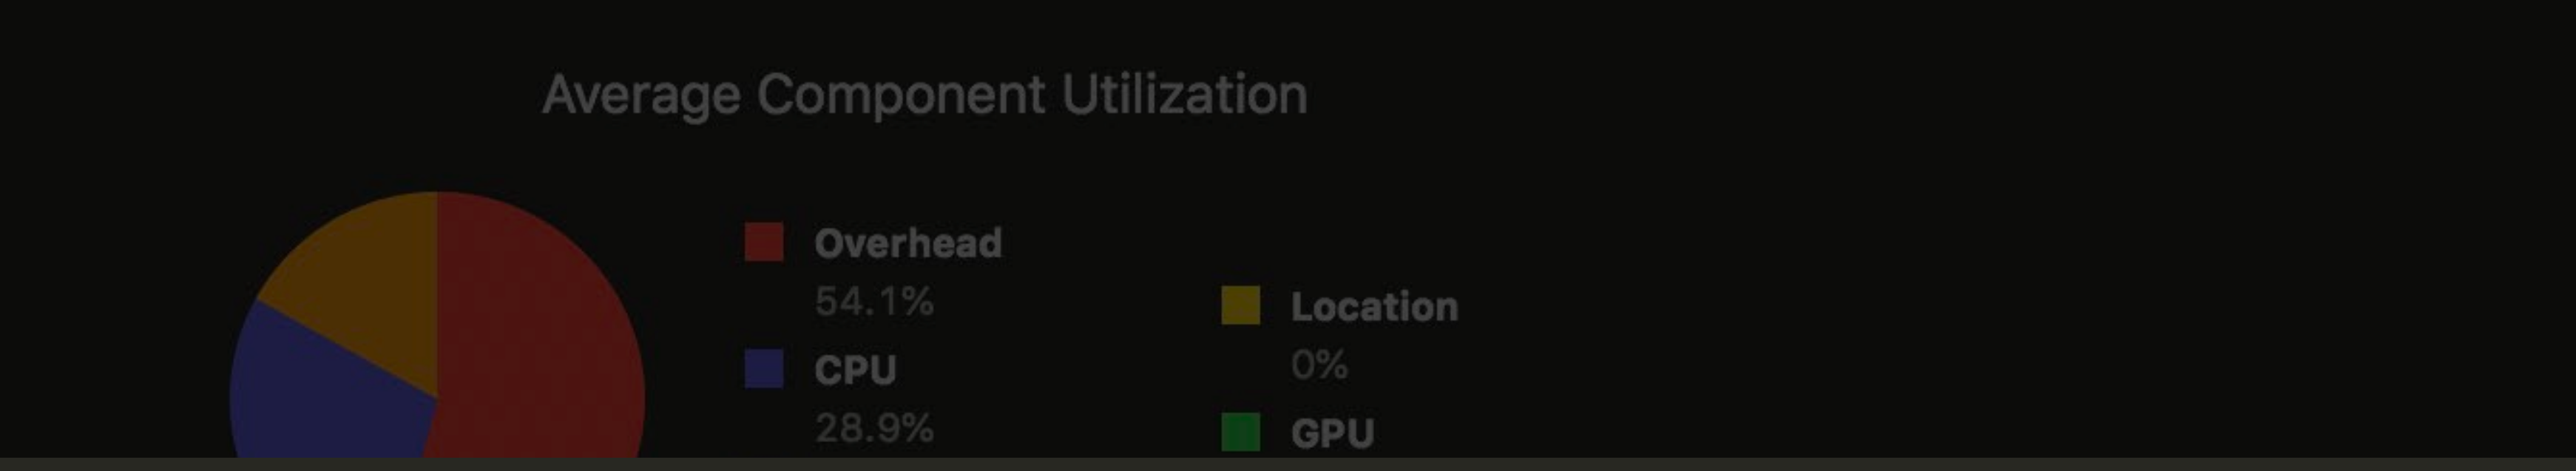 Average Component Utilization
Overhead
54.1%
CPU
28.9%
Location
0%
GPU